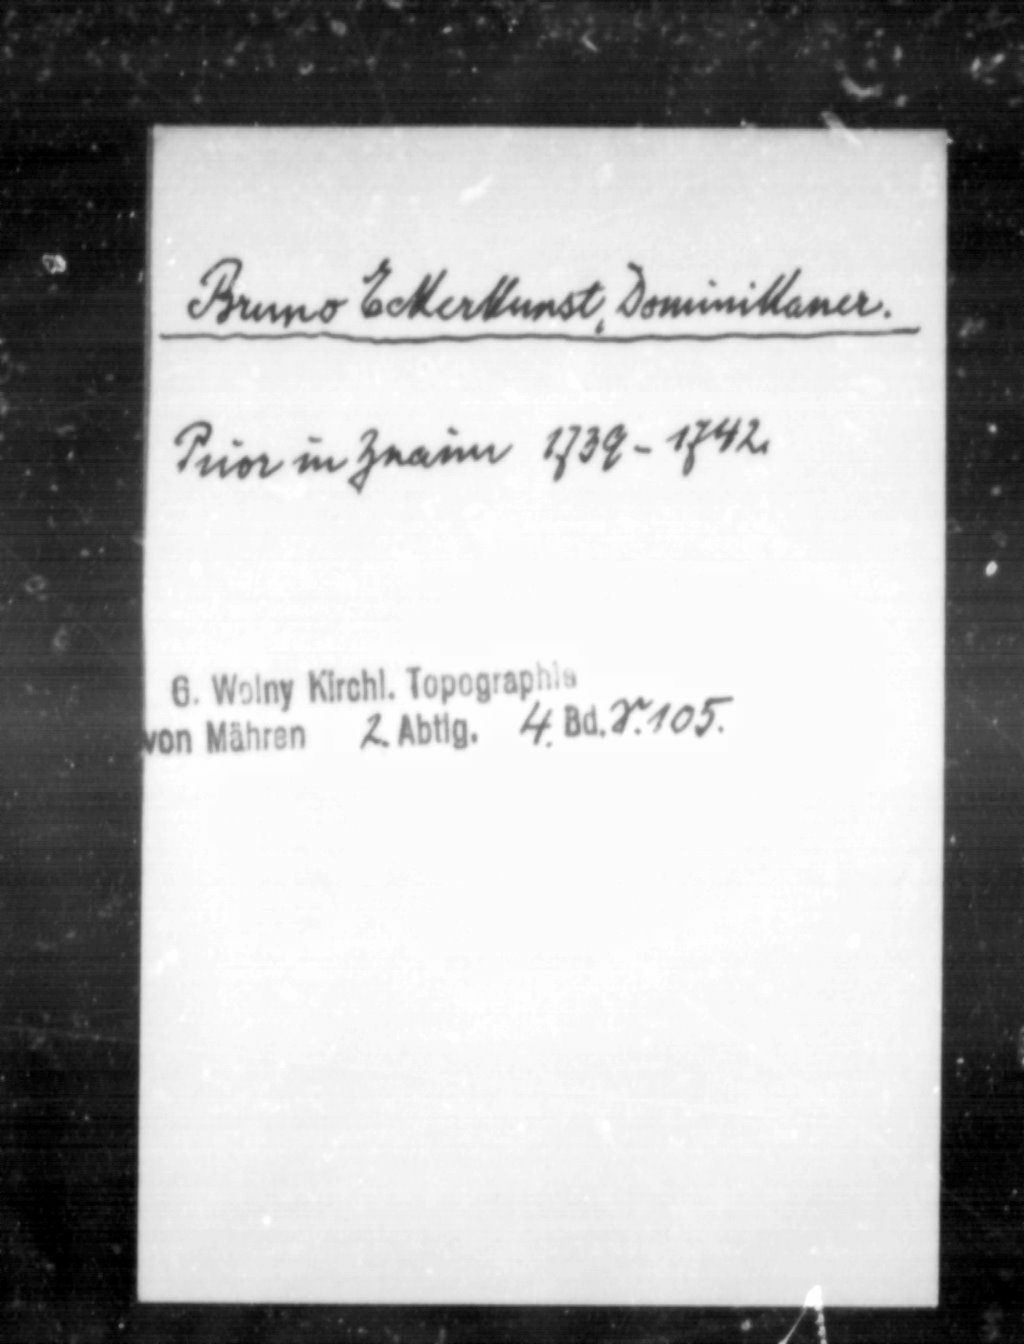 Bruno Eckerkunst, Dominikaner.
Prior in Znaim 1739 - 1742.
G. Wolny Kirchl. Topographie
von Mähren 2. Abtlg. 4. Bd. S. 105.